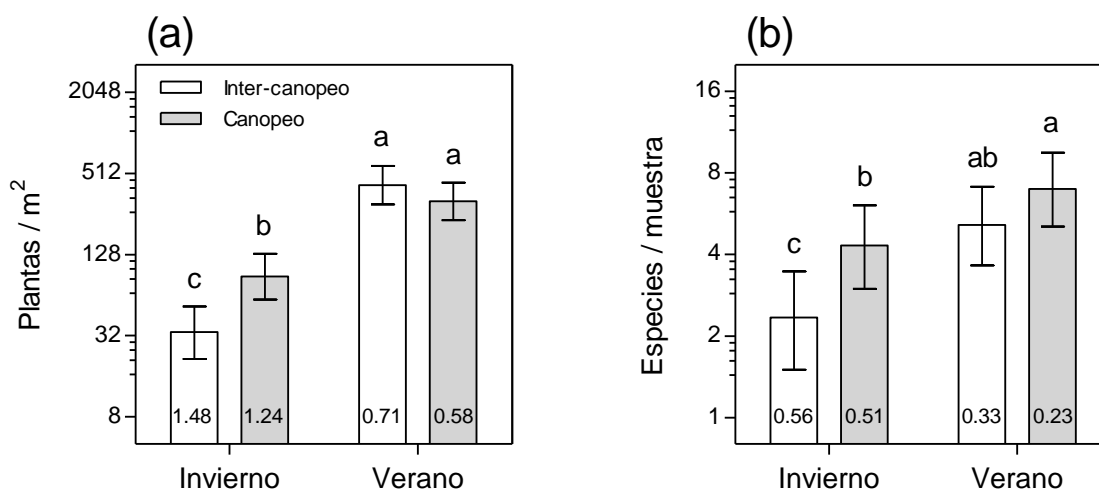 (a)
Plantas / m²
2048
512
128
32
8
Inter-canopeo
Canopeo
c
b
a
a
1.48
1.24
0.71
0.58
Invierno
Verano
(b)
Especies / muestra
16
8
4
2
1
c
b
ab
a
0.56
0.51
0.33
0.23
Invierno
Verano